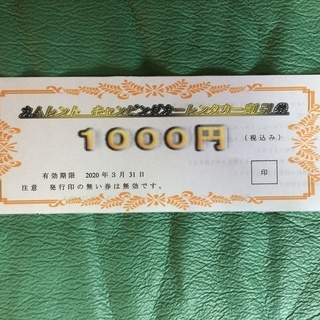 カムレント キャンピングカーレンタカー割引券
1000円
（税込み）
有効期限 2020年3月31日
印
注意 発行印の無い券は無効です。